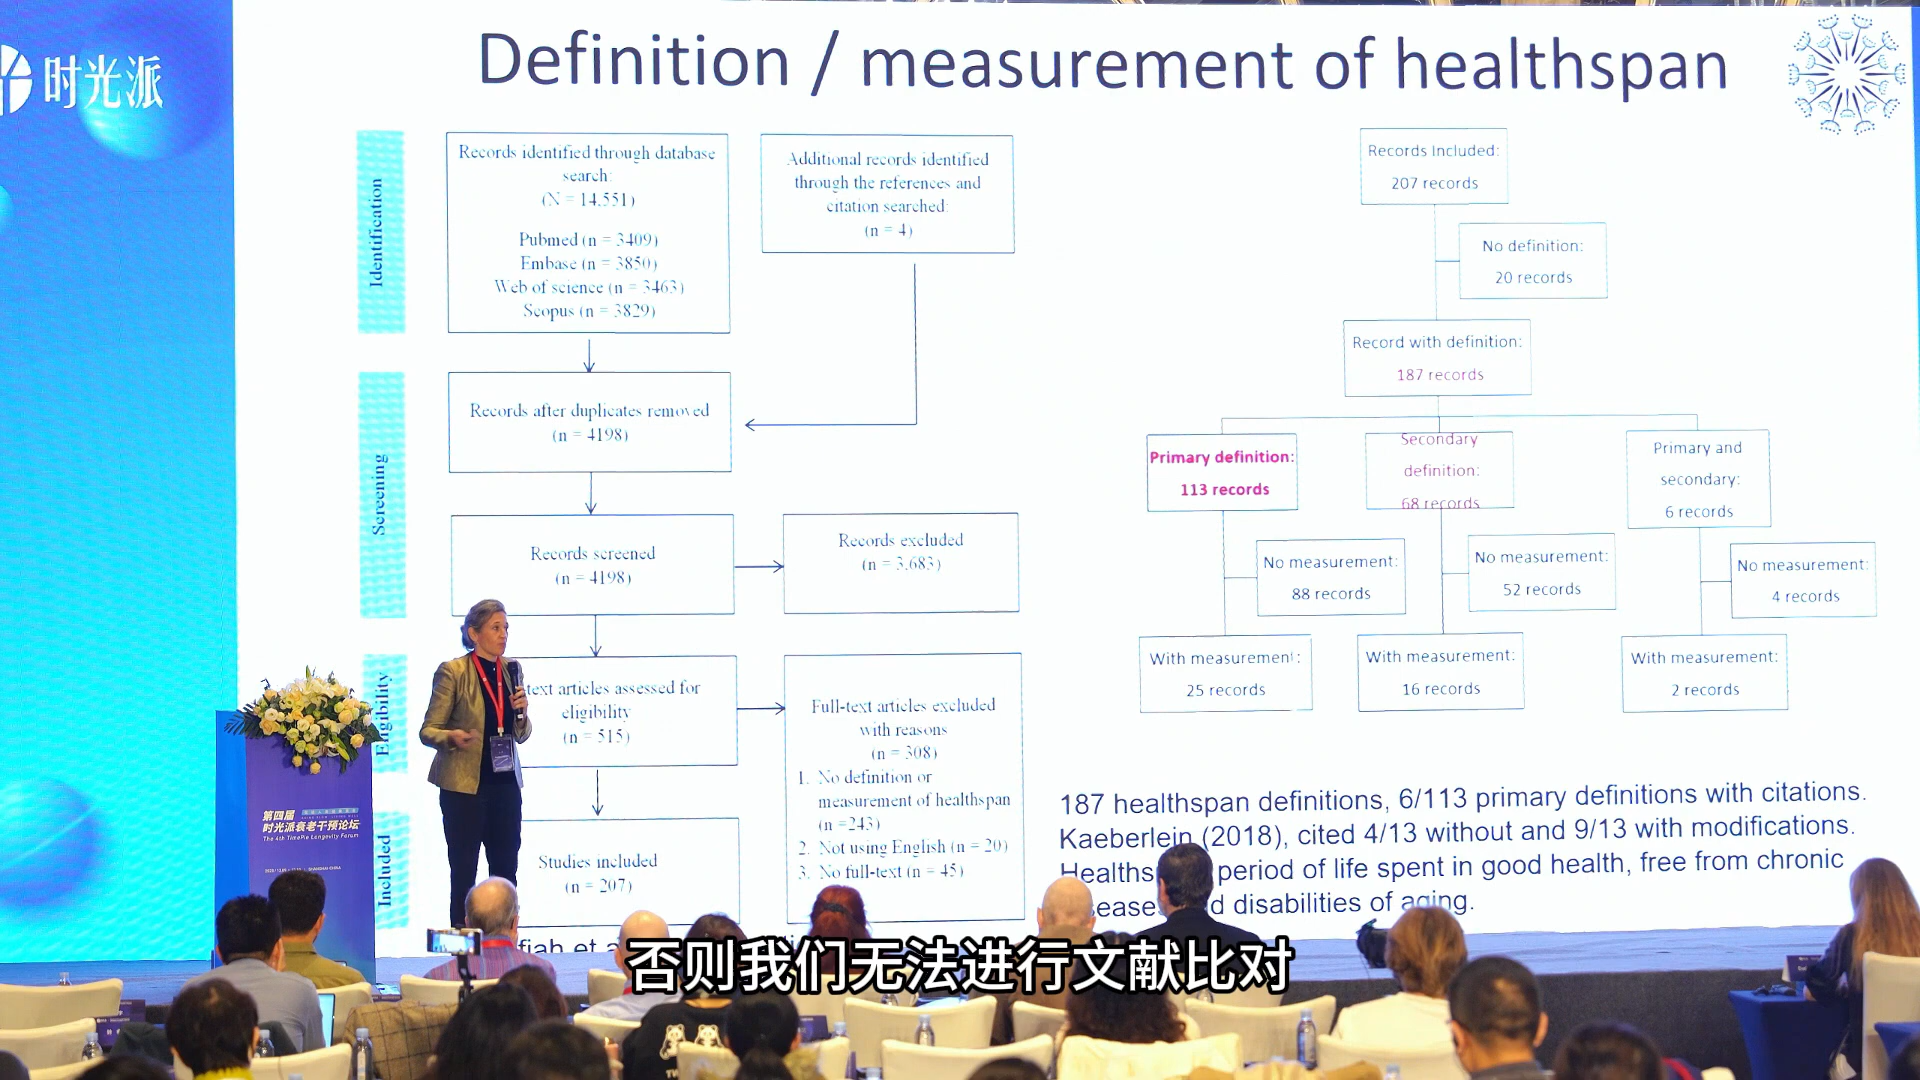 时光派
Definition / measurement of healthspan
Identification
Records identified through database
search:
(N = 14.551)
Pubmed (n = 3409)
Embase (n = 3850)
Web of science (n = 3463)
Scopus (n = 3829)
Additional records identified
through the references and
citation searched:
(n = 4)
Screening
Records after duplicates removed
(n = 4198)
Records screened
(n = 4198)
Records excluded
(n = 3.683)
Eligibility
text articles assessed for
eligibility
(n = 515)
Full-text articles excluded
with reasons
(n = 308)
1. No definition or
measurement of healthspan
(n =243)
2. Not using English (n = 20)
3. No full-text (n = 45)
Included
Studies included
(n = 207)
Records Included:
207 records
No definition:
20 records
Record with definition:
187 records
Primary definition:
113 records
Secondary
definition:
68 records
Primary and
secondary:
6 records
No measurement:
88 records
No measurement:
52 records
No measurement:
4 records
With measurement:
25 records
With measurement:
16 records
With measurement:
2 records
187 healthspan definitions, 6/113 primary definitions with citations.
Kaeberlein (2018), cited 4/13 without and 9/13 with modifications.
Healths period of life spent in good health, free from chronic
sease d disabilities of aging.
fiah et a
第四届
时光派衰老干预论坛
The 4th TimePie Longevity Forum
否则我们无法进行文献比对